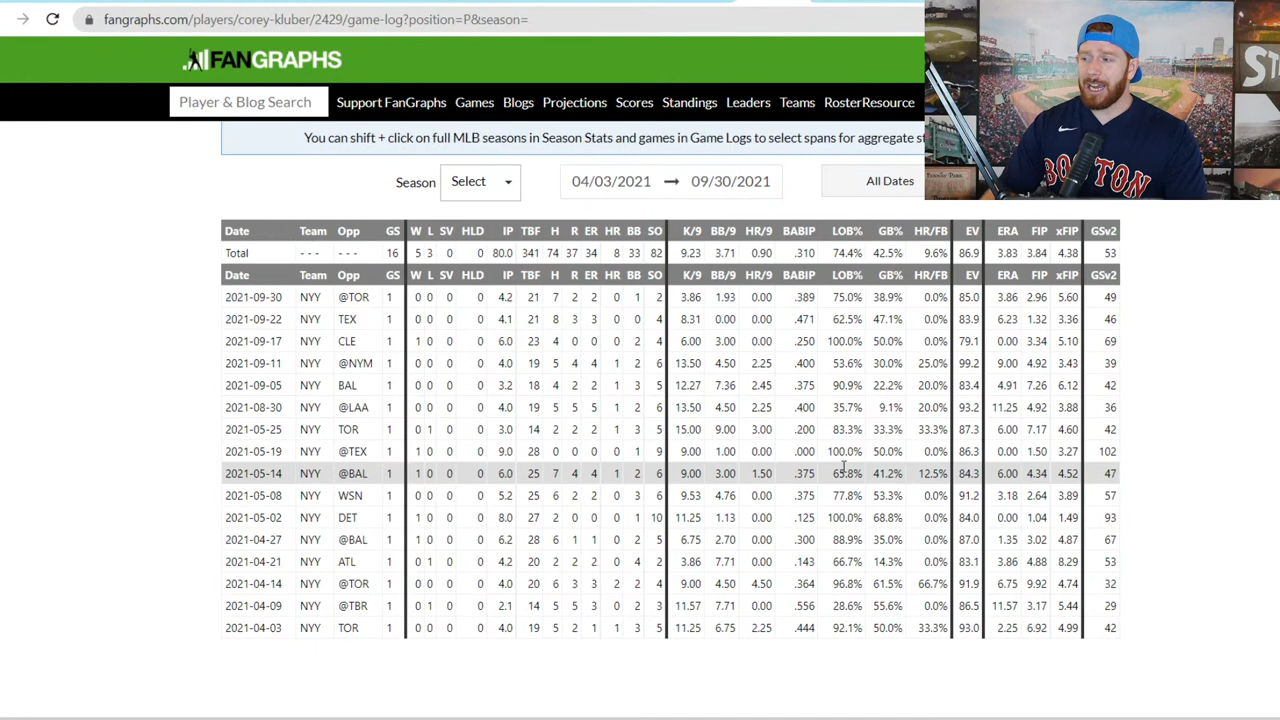 fangraphs.com/players/corey-kluber/2429/game-log?position=P&season=
FANGRAPHS
Player & Blog Search Support FanGraphs Games Blogs Projections Scores Standings Leaders Teams RosterResource
You can shift + click on full MLB seasons in Season Stats and games in Game Logs to select spans for aggregate s
Season Select 04/03/2021 → 09/30/2021 All Dates
Date Team Opp GS W L SV HLD IP TBF H R ER HR BB SO K/9 BB/9 HR/9 BABIP LOB% GB% HR/FB EV ERA FIP xFIP GSv2
Total - - - - - - 16 5 3 0 0 80.0 341 74 37 34 8 33 82 9.23 3.71 0.90 .310 74.4% 42.5% 9.6% 86.9 3.83 3.84 4.38 53
Date Team Opp GS W L SV HLD IP TBF H R ER HR BB SO K/9 BB/9 HR/9 BABIP LOB% GB% HR/FB EV ERA FIP xFIP GSv2
2021-09-30 NYY @TOR 1 0 0 0 0 4.2 21 7 2 2 0 1 2 3.86 1.93 0.00 .389 75.0% 38.9% 0.0% 85.0 3.86 2.96 5.60 49
2021-09-22 NYY TEX 1 0 0 0 0 4.1 21 8 3 3 0 0 4 8.31 0.00 0.00 .471 62.5% 47.1% 0.0% 83.9 6.23 1.32 3.36 46
2021-09-17 NYY CLE 1 1 0 0 0 6.0 23 4 0 0 0 2 4 6.00 3.00 0.00 .250 100.0% 50.0% 0.0% 79.1 0.00 3.34 5.10 69
2021-09-11 NYY @NYM 1 0 0 0 0 4.0 19 5 4 4 1 2 6 13.50 4.50 2.25 .400 53.6% 30.0% 25.0% 99.2 9.00 4.92 3.43 39
2021-09-05 NYY BAL 1 0 0 0 0 3.2 18 4 2 2 1 3 5 12.27 7.36 2.45 .375 90.9% 22.2% 20.0% 83.4 4.91 7.26 6.12 42
2021-08-30 NYY @LAA 1 0 0 0 0 4.0 19 5 5 5 1 2 6 13.50 4.50 2.25 .400 35.7% 9.1% 20.0% 93.2 11.25 4.92 3.88 36
2021-05-25 NYY TOR 1 0 1 0 0 3.0 14 2 2 2 1 3 5 15.00 9.00 3.00 .200 83.3% 33.3% 33.3% 87.3 6.00 7.17 4.60 42
2021-05-19 NYY @TEX 1 1 0 0 0 9.0 28 0 0 0 0 1 9 9.00 1.00 0.00 .000 100.0% 50.0% 0.0% 86.3 0.00 1.50 3.27 102
2021-05-14 NYY @BAL 1 1 0 0 0 6.0 25 7 4 4 1 2 6 9.00 3.00 1.50 .375 65.8% 41.2% 12.5% 84.3 6.00 4.34 4.52 47
2021-05-08 NYY WSN 1 0 0 0 0 5.2 25 6 2 2 0 3 6 9.53 4.76 0.00 .375 77.8% 53.3% 0.0% 91.2 3.18 2.64 3.89 57
2021-05-02 NYY DET 1 1 0 0 0 8.0 27 2 0 0 0 1 10 11.25 1.13 0.00 .125 100.0% 68.8% 0.0% 84.0 0.00 1.04 1.49 93
2021-04-27 NYY @BAL 1 1 0 0 0 6.2 28 6 1 1 0 2 5 6.75 2.70 0.00 .300 88.9% 35.0% 0.0% 87.0 1.35 3.02 4.87 67
2021-04-21 NYY ATL 1 0 1 0 0 4.2 20 2 2 2 0 4 2 3.86 7.71 0.00 .143 66.7% 14.3% 0.0% 83.1 3.86 4.88 8.29 53
2021-04-14 NYY @TOR 1 0 0 0 0 4.0 20 6 3 3 2 2 4 9.00 4.50 4.50 .364 96.8% 61.5% 66.7% 91.9 6.75 9.92 4.74 32
2021-04-09 NYY @TBR 1 0 1 0 0 2.1 14 5 5 3 0 2 3 11.57 7.71 0.00 .556 28.6% 55.6% 0.0% 86.5 11.57 3.17 5.44 29
2021-04-03 NYY TOR 1 0 0 0 0 4.0 19 5 2 1 1 3 5 11.25 6.75 2.25 .444 92.1% 50.0% 33.3% 93.0 2.25 6.92 4.99 42
BOSTON